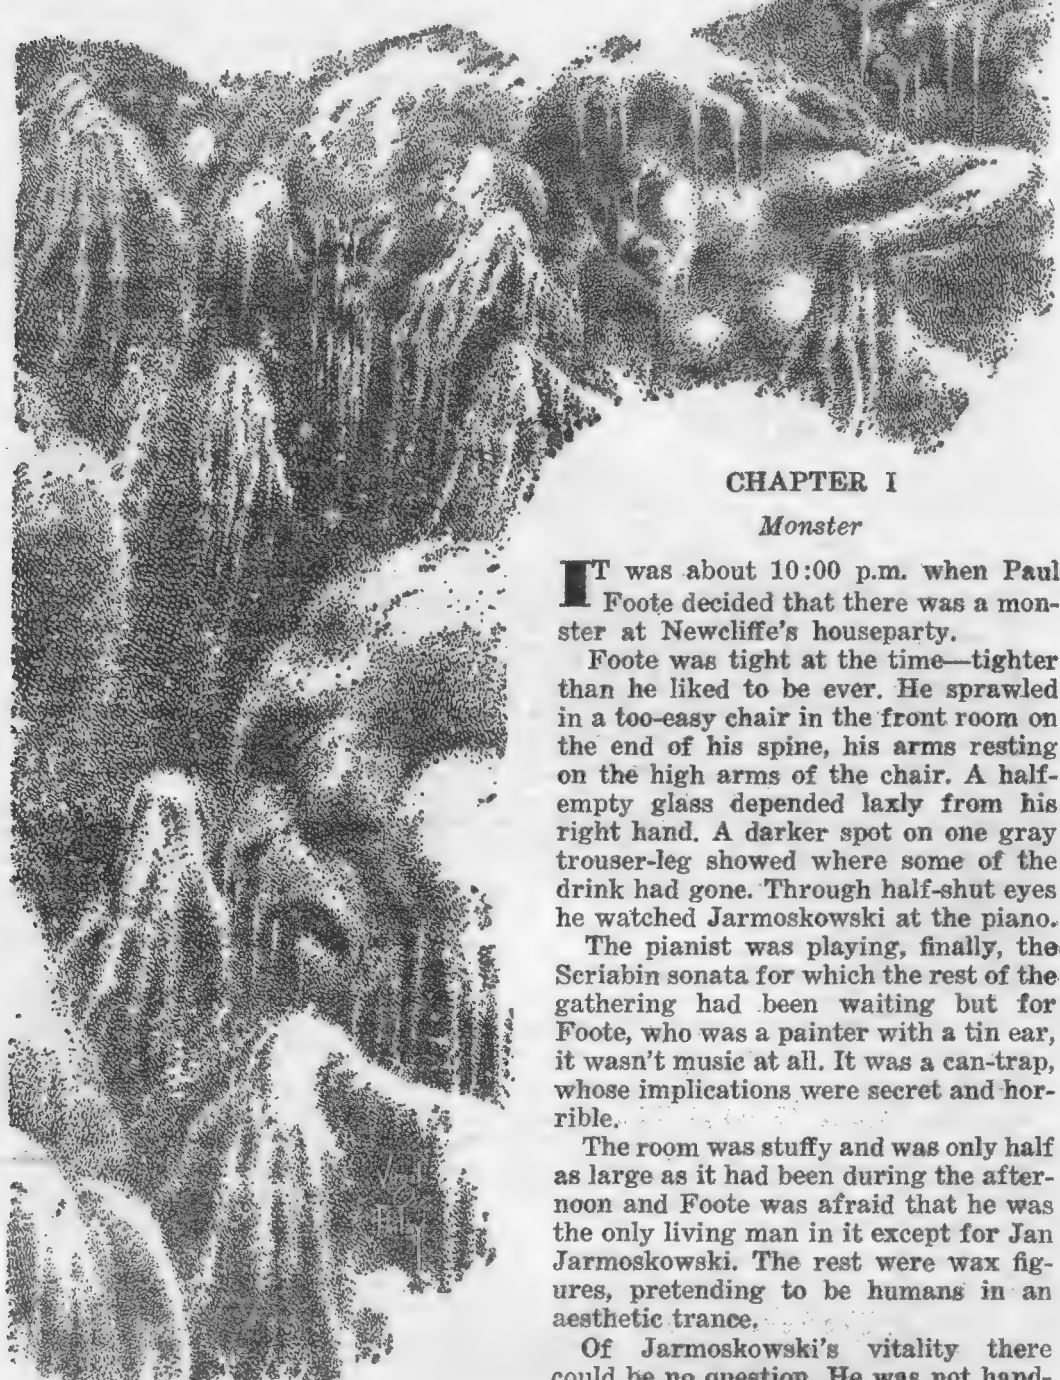 CHAPTER I
Monster
IT was about 10:00 p.m. when Paul
Foote decided that there was a mon-
ster at Newcliffe's houseparty.
Foote was tight at the time—tighter
than he liked to be ever. He sprawled
in a too-easy chair in the front room on
the end of his spine, his arms resting
on the high arms of the chair. A half-
empty glass depended laxly from his
right hand. A darker spot on one gray
trouser-leg showed where some of the
drink had gone. Through half-shut eyes
he watched Jarmoskowski at the piano.
The pianist was playing, finally, the
Scriabin sonata for which the rest of the
gathering had been waiting but for
Foote, who was a painter with a tin ear,
it wasn't music at all. It was a can-trap,
whose implications were secret and hor-
rible.
The room was stuffy and was only half
as large as it had been during the after-
noon and Foote was afraid that he was
the only living man in it except for Jan
Jarmoskowski. The rest were wax fig-
ures, pretending to be humans in an
aesthetic trance.
Of Jarmoskowski's vitality there
could be no question. He was not hand-